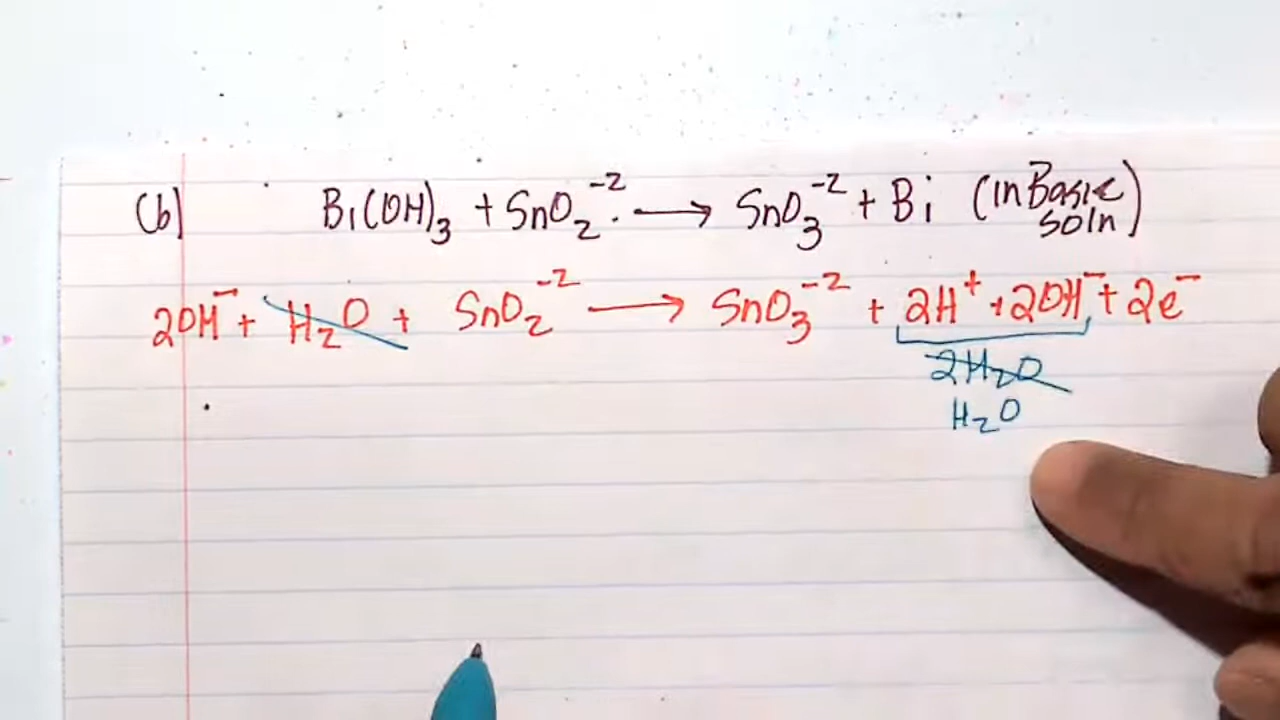 (b) Bi(OH)₃ + SnO₂⁻² . → SnO₃⁻² + Bi (in Basic soln)
2OH⁻ + H₂O + SnO₂⁻² → SnO₃⁻² + 2H⁺ + 2OH⁻ + 2e⁻
2H₂O
H₂O